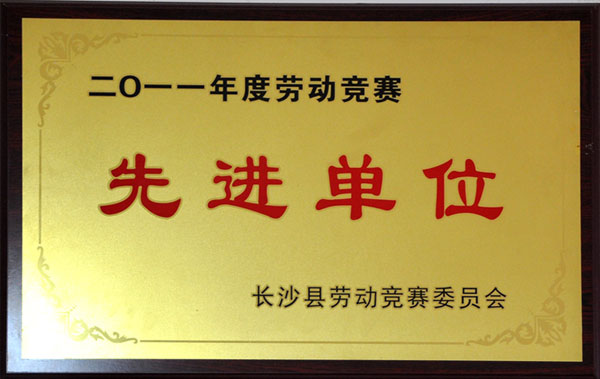 二〇一一年度劳动竞赛
先进单位
长沙县劳动竞赛委员会